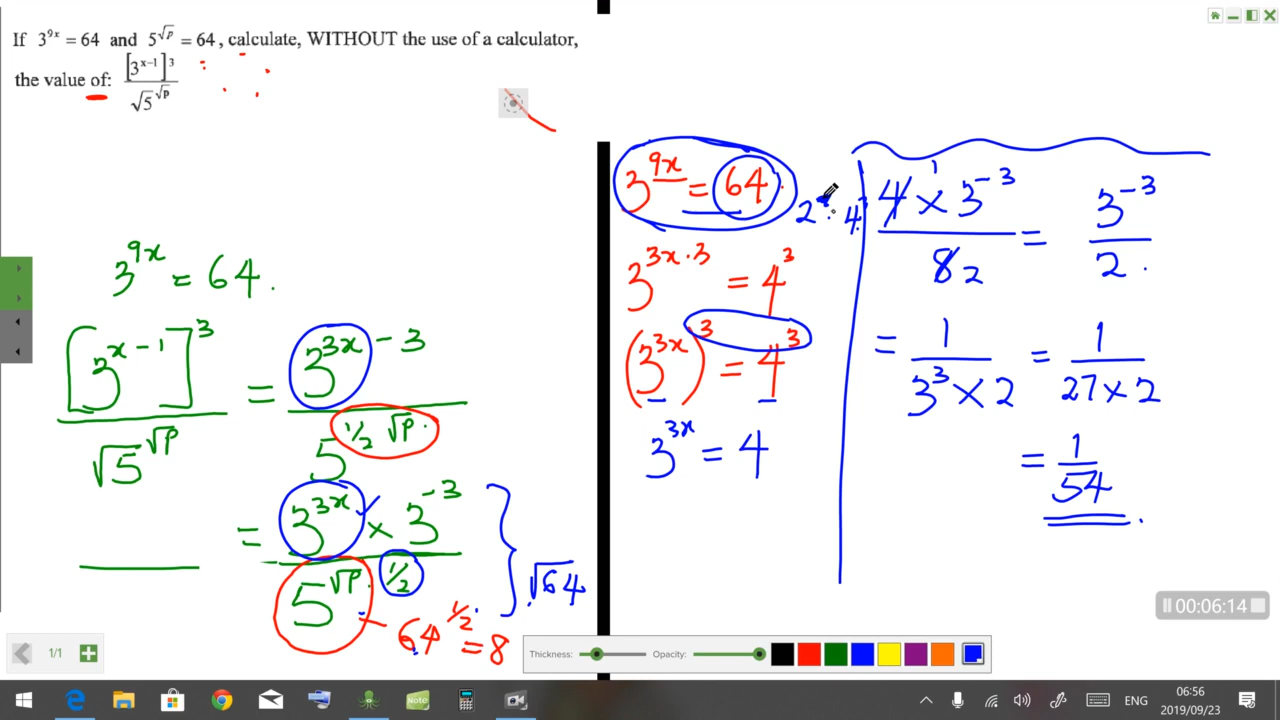 If 3^{9x} = 64 and 5^{√p} = 64, calculate, WITHOUT the use of a calculator,
the value of: [3^{x-1}]^3 / √5^{√p}
3^{9x} = 64.
[3^{x-1}]^3 / √5^{√p} = 3^{3x-3} / 5^{1/2 √p.}
= 3^{3x} × 3^{-3} / 5^{√p · 1/2} } √64
64^{1/2} = 8
3^{9x} = 64
3^{3x·3} = 4^3
(3^{3x})^3 = 4^3
3^{3x} = 4
4 × 3^{-3} / 8 2 = 3^{-3} / 2.
= 1 / 3^3 × 2 = 1 / 27 × 2
= 1 / 54.
00:06:14
1/1
Thickness: Opacity:
Note
ENG
06:56
2019/09/23